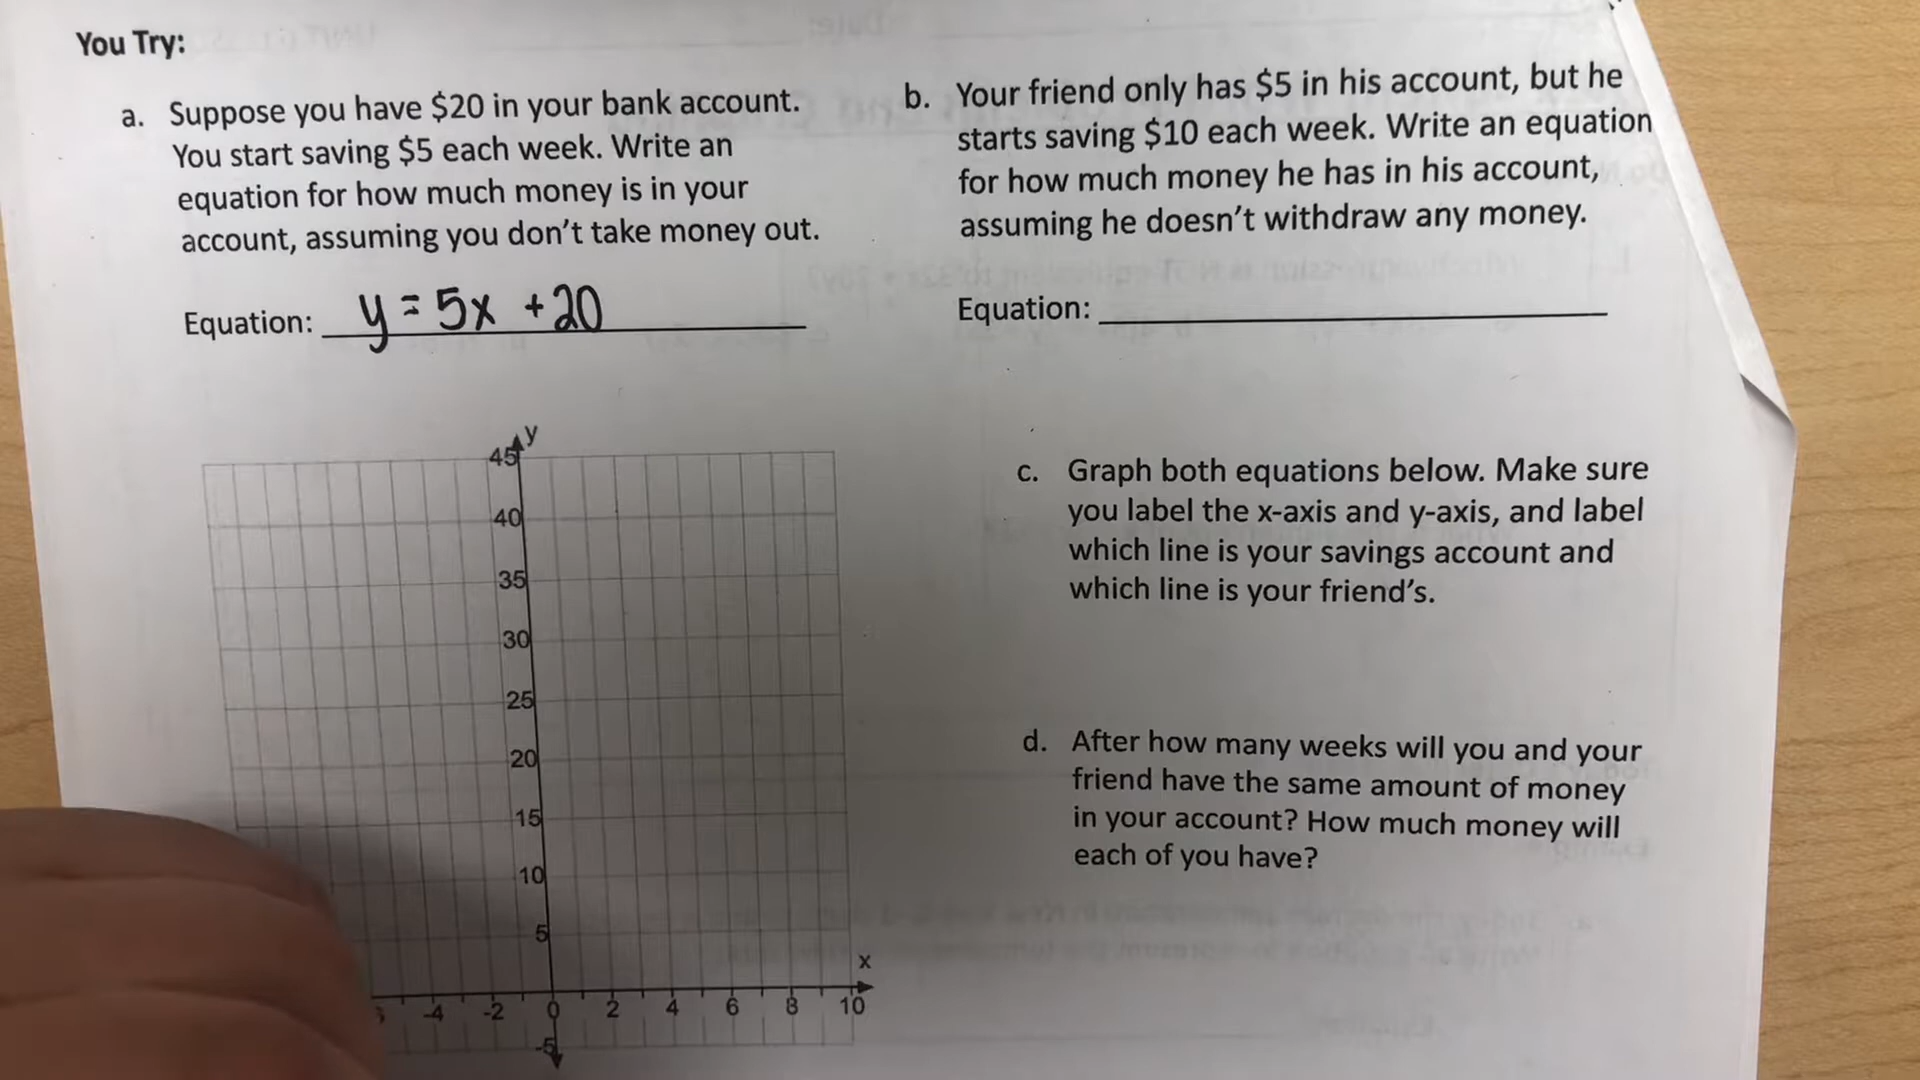 You Try:
a. Suppose you have $20 in your bank account.
You start saving $5 each week. Write an
equation for how much money is in your
account, assuming you don't take money out.
Equation: y = 5x + 20
b. Your friend only has $5 in his account, but he
starts saving $10 each week. Write an equation
for how much money he has in his account,
assuming he doesn't withdraw any money.
Equation:
y
45
40
35
30
25
20
15
10
5
x
-4 -2 0 2 4 6 8 10
-5
c. Graph both equations below. Make sure
you label the x-axis and y-axis, and label
which line is your savings account and
which line is your friend's.
d. After how many weeks will you and your
friend have the same amount of money
in your account? How much money will
each of you have?